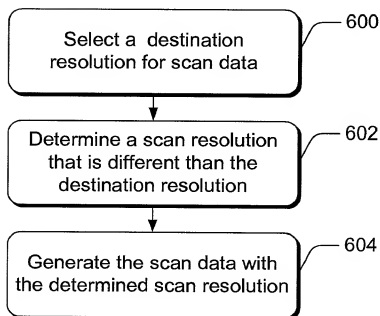 600
Select a destination
resolution for scan data
602
Determine a scan resolution
that is different than the
destination resolution
604
Generate the scan data with
the determined scan resolution